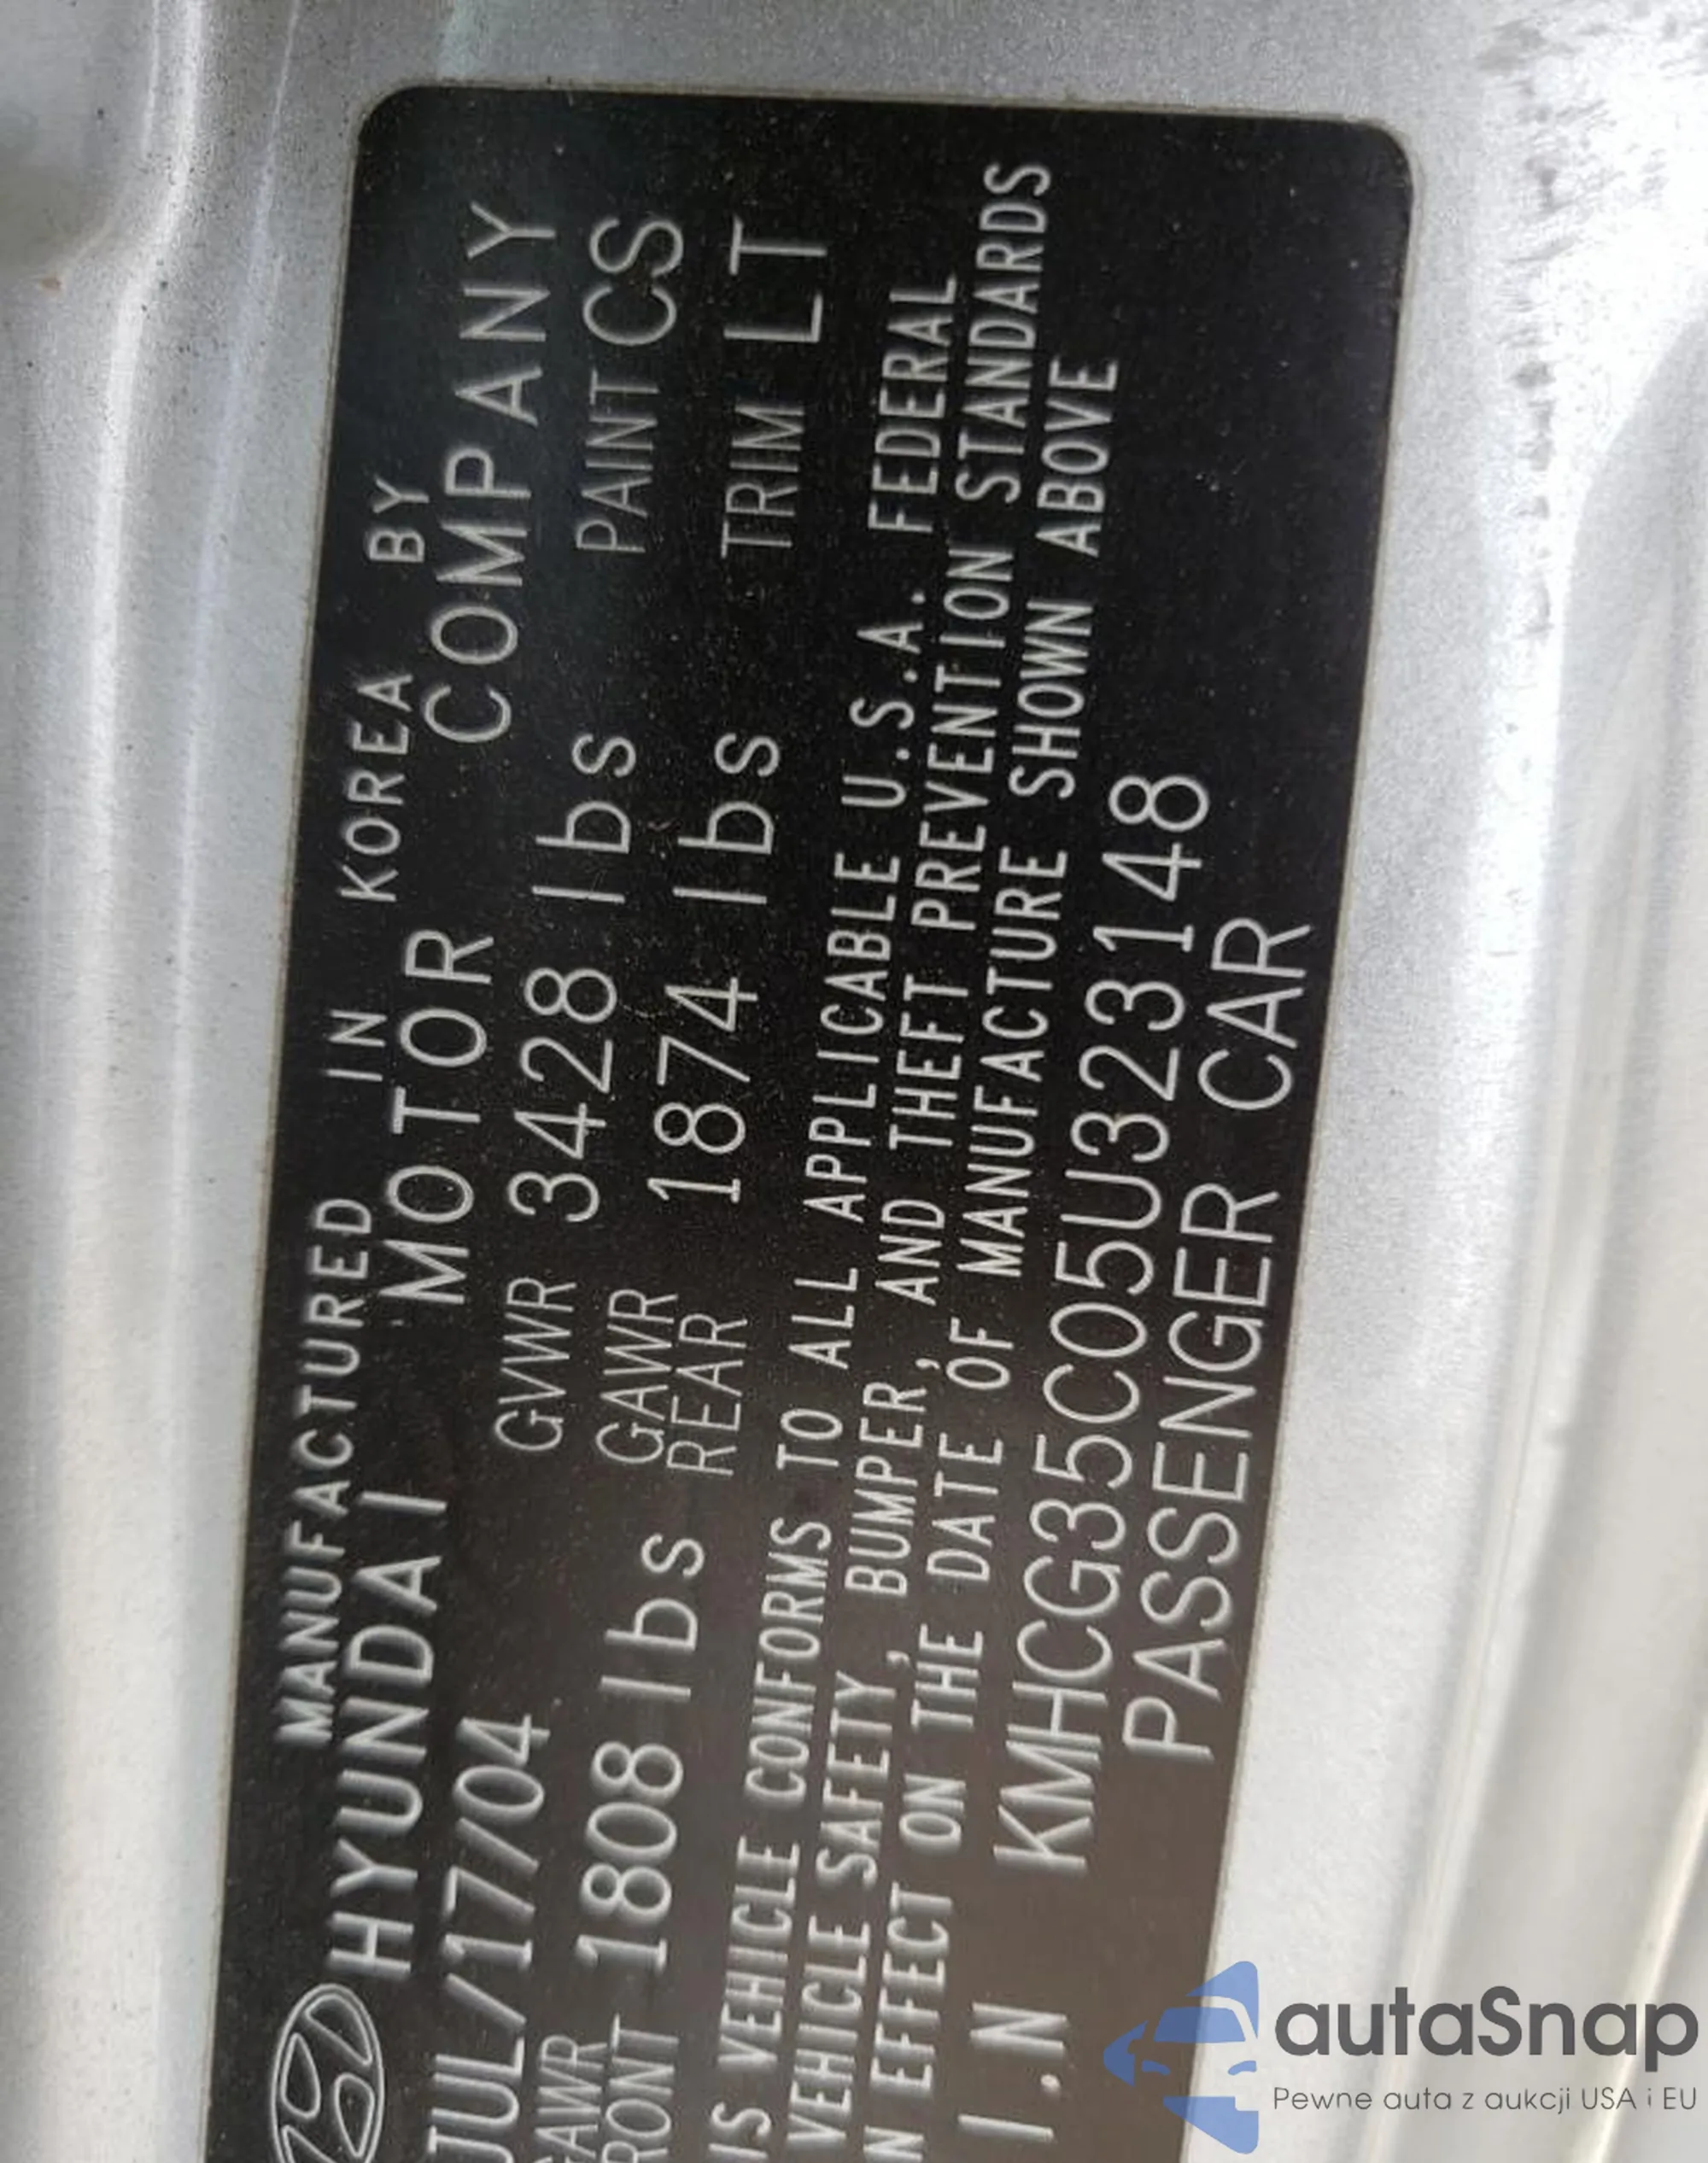 MANUFACTURED IN KOREA BY
HYUNDAI MOTOR COMPANY
JUL/17/04 GVWR 3428 lbs PAINT CS
GAWR FRONT 1808 lbs GAWR REAR 1874 lbs TRIM LT
IS VEHICLE CONFORMS TO ALL APPLICABLE U.S.A. FEDERAL
VEHICLE SAFETY, BUMPER, AND THEFT PREVENTION STANDARDS
N EFFECT ON THE DATE OF MANUFACTURE SHOWN ABOVE
I.N KMHCG35C05U323148
PASSENGER CAR
autaSnap
Pewne auta z aukcji USA i EU